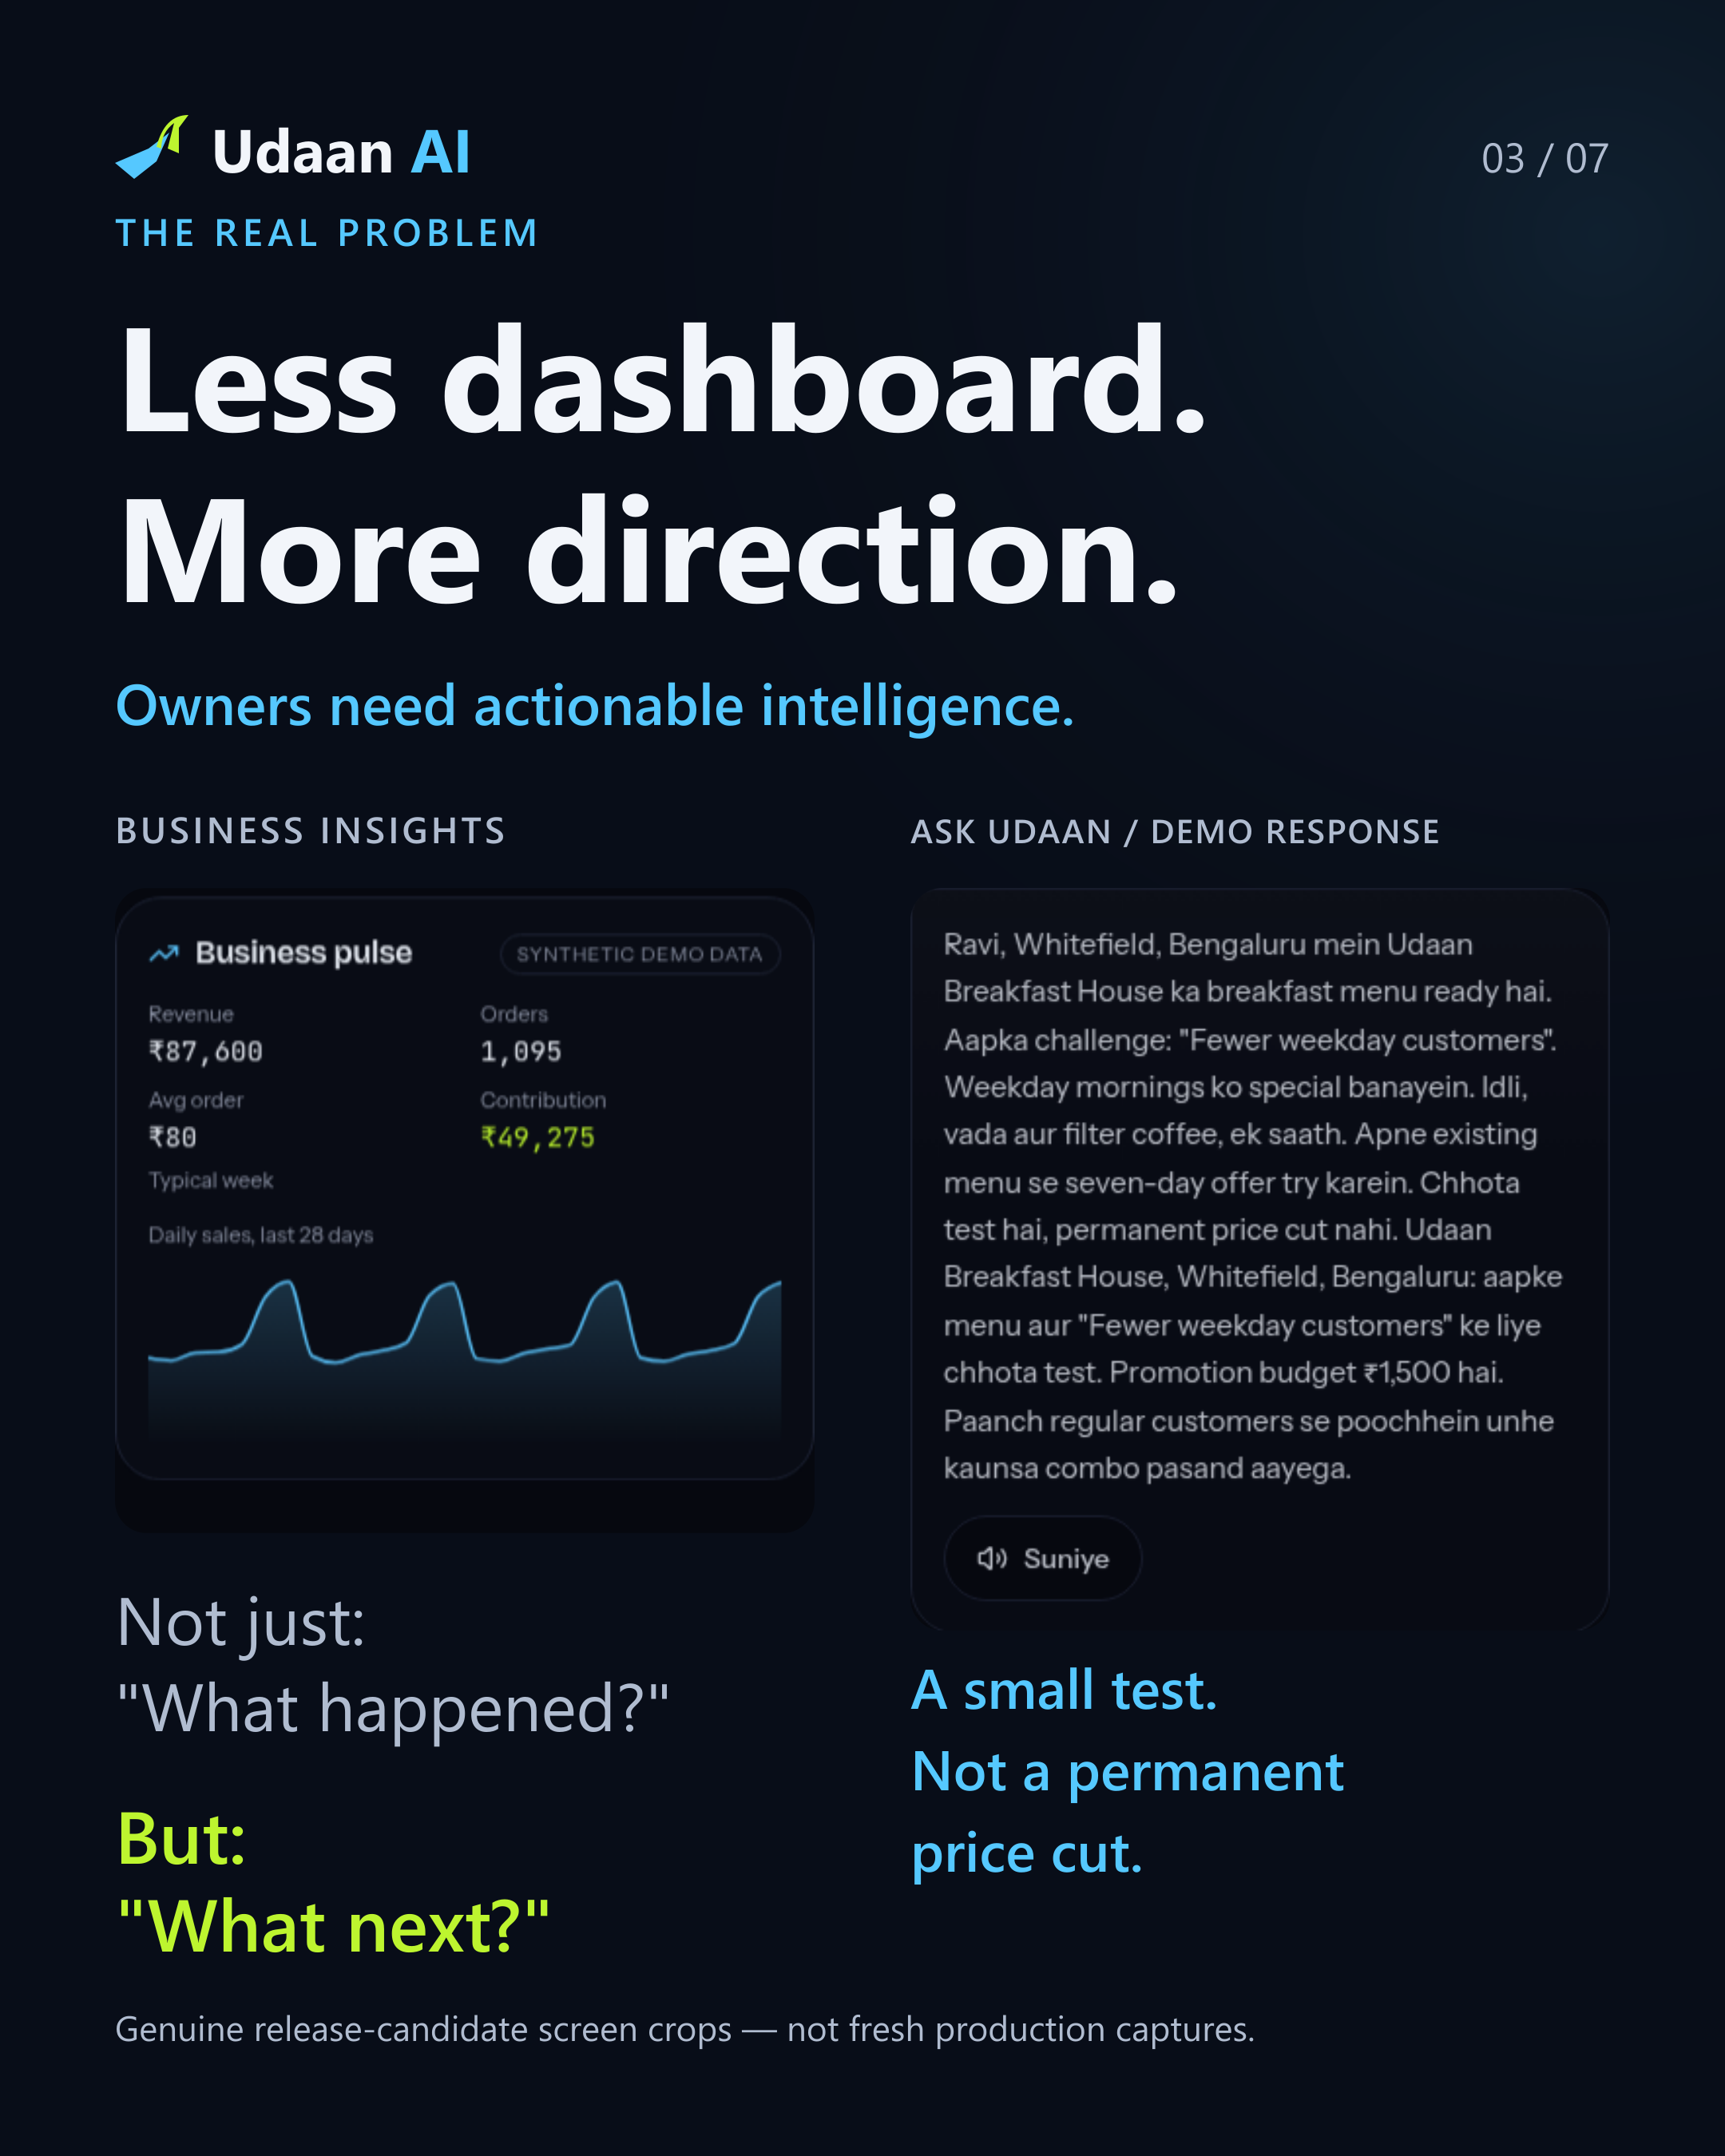 Udaan AI
03 / 07
THE REAL PROBLEM
Less dashboard.
More direction.
Owners need actionable intelligence.
BUSINESS INSIGHTS
Business pulse
SYNTHETIC DEMO DATA
Revenue
₹87,600
Orders
1,095
Avg order
₹80
Contribution
₹49,275
Typical week
Daily sales, last 28 days
Not just:
"What happened?"
But:
"What next?"
ASK UDAAN / DEMO RESPONSE
Ravi, Whitefield, Bengaluru mein Udaan
Breakfast House ka breakfast menu ready hai.
Aapka challenge: "Fewer weekday customers".
Weekday mornings ko special banayein. Idli,
vada aur filter coffee, ek saath. Apne existing
menu se seven-day offer try karein. Chhota
test hai, permanent price cut nahi. Udaan
Breakfast House, Whitefield, Bengaluru: aapke
menu aur "Fewer weekday customers" ke liye
chhota test. Promotion budget ₹1,500 hai.
Paanch regular customers se poochhein unhe
kaunsa combo pasand aayega.
Suniye
A small test.
Not a permanent
price cut.
Genuine release-candidate screen crops — not fresh production captures.